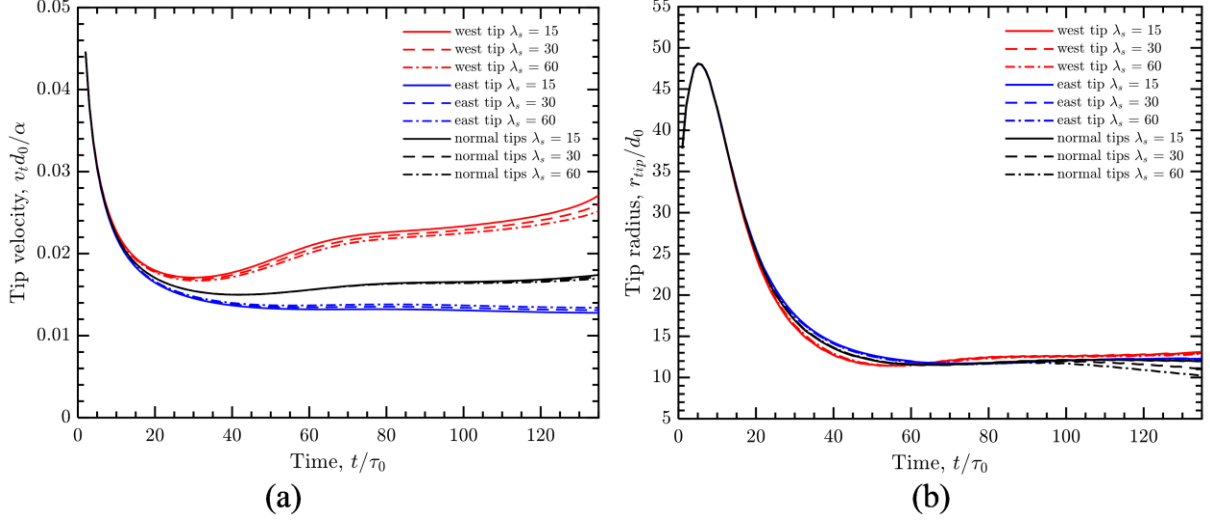 0.05
0.04
0.03
0.02
0.01
0
Tip velocity, v_t d_0/α
west tip λ_s = 15
west tip λ_s = 30
west tip λ_s = 60
east tip λ_s = 15
east tip λ_s = 30
east tip λ_s = 60
normal tips λ_s = 15
normal tips λ_s = 30
normal tips λ_s = 60
0 20 40 60 80 100 120
Time, t/τ_0
(a)
55
50
45
40
35
30
25
20
15
10
5
Tip radius, r_tip/d_0
west tip λ_s = 15
west tip λ_s = 30
west tip λ_s = 60
east tip λ_s = 15
east tip λ_s = 30
east tip λ_s = 60
normal tips λ_s = 15
normal tips λ_s = 30
normal tips λ_s = 60
0 20 40 60 80 100 120
Time, t/τ_0
(b)